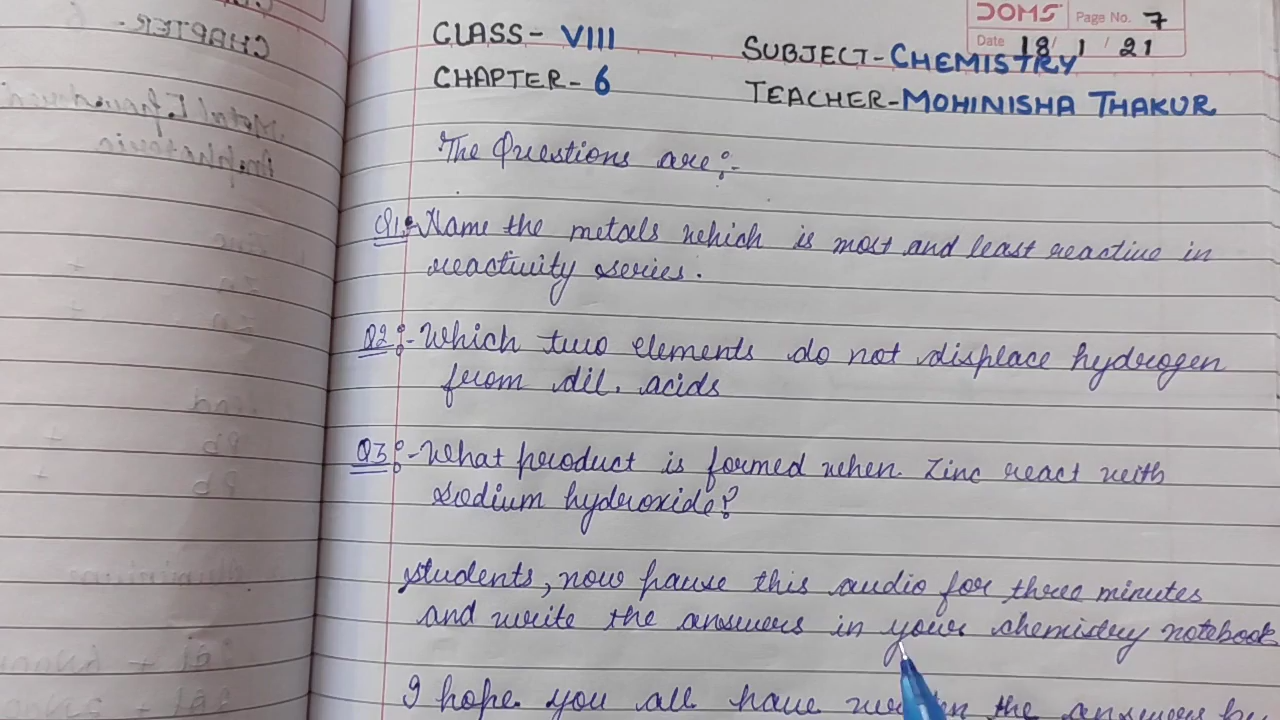 DOMS Page No. 7
Date 18 / 1 / 21
CLASS- VIII
SUBJECT-CHEMISTRY
CHAPTER- 6
TEACHER-MOHINISHA THAKUR
The Questions are:-
Q1:- Name the metals which is most and least reactive in
reactivity series.
Q2:- Which two elements do not displace hydrogen
from dil. acids
Q3:- What product is formed when Zinc react with
sodium hydroxide?
students, now pause this audio for three minutes
and write the answers in your chemistry notebook
I hope you all have the answers